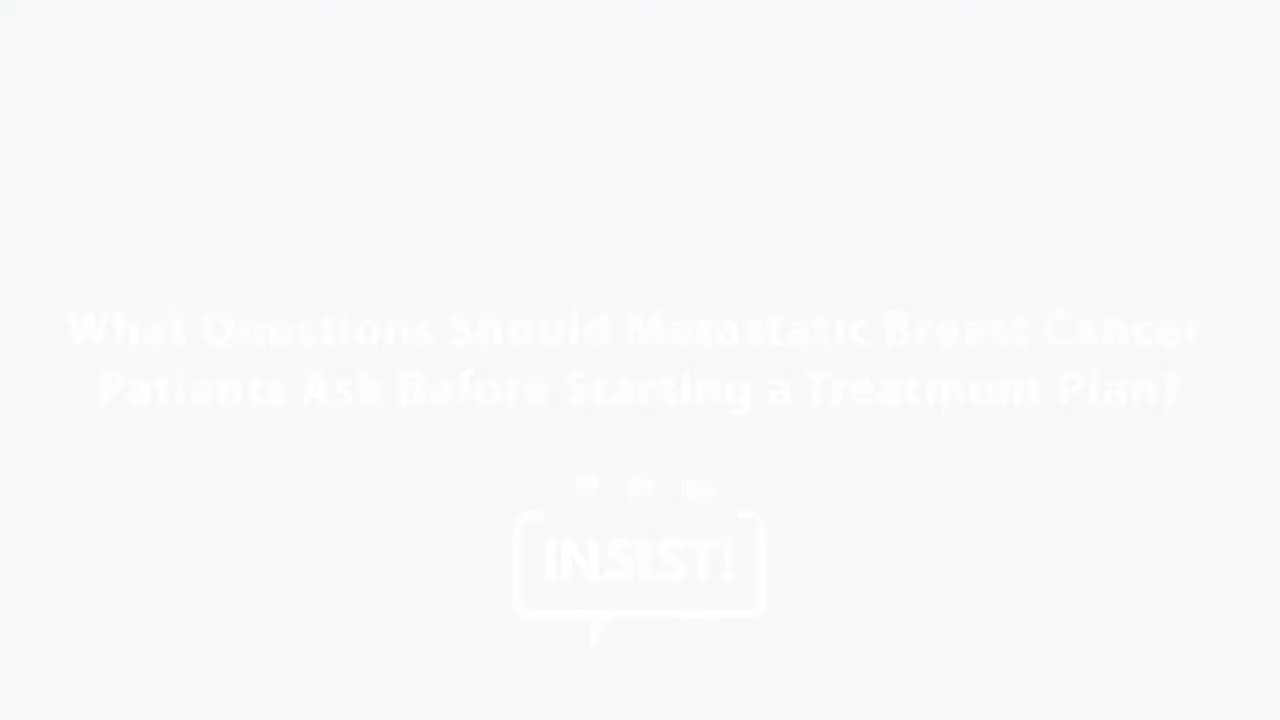 What Questions Should Metastatic Breast Cancer
Patients Ask Before Starting a Treatment Plan?
INSIST!